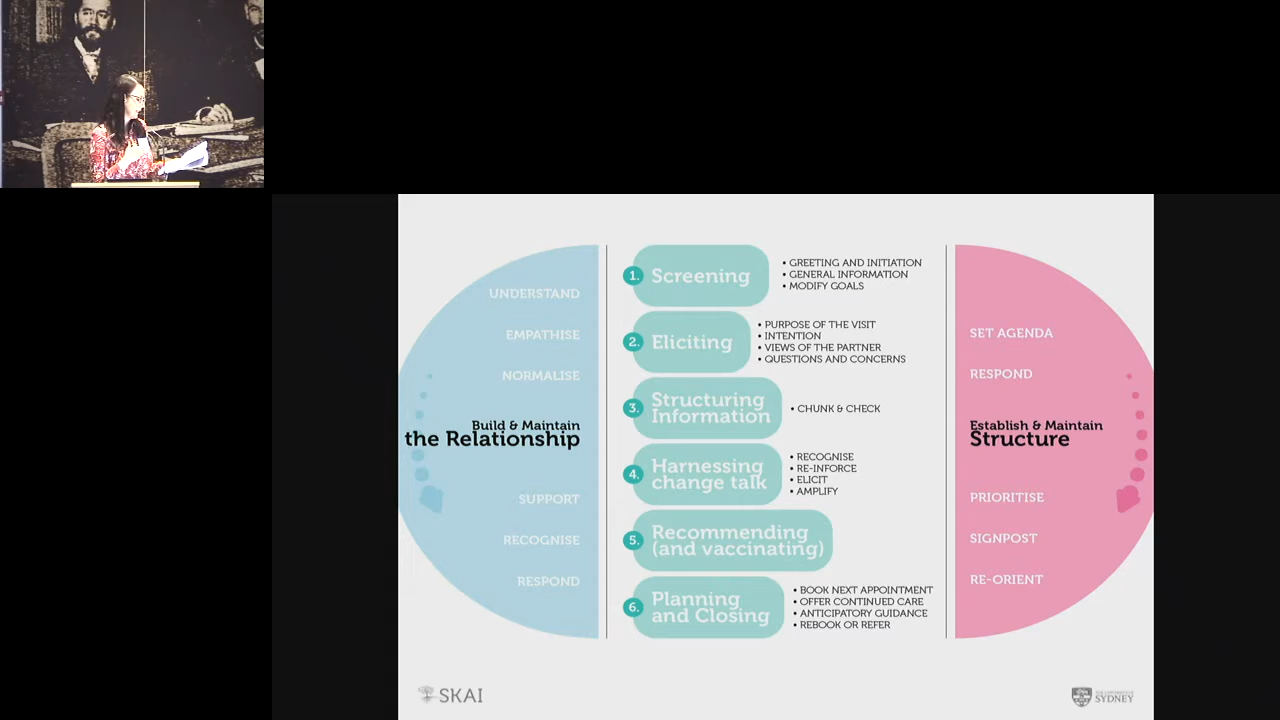 UNDERSTAND
EMPATHISE
NORMALISE
Build & Maintain
the Relationship
SUPPORT
RECOGNISE
RESPOND
1. Screening
• GREETING AND INITIATION
• GENERAL INFORMATION
• MODIFY GOALS
2. Eliciting
• PURPOSE OF THE VISIT
• INTENTION
• VIEWS OF THE PARTNER
• QUESTIONS AND CONCERNS
3. Structuring
Information
• CHUNK & CHECK
4. Harnessing
change talk
• RECOGNISE
• RE-INFORCE
• ELICIT
• AMPLIFY
5. Recommending
(and vaccinating)
6. Planning
and Closing
• BOOK NEXT APPOINTMENT
• OFFER CONTINUED CARE
• ANTICIPATORY GUIDANCE
• REBOOK OR REFER
SET AGENDA
RESPOND
Establish & Maintain
Structure
PRIORITISE
SIGNPOST
RE-ORIENT
SKAI
THE UNIVERSITY OF
SYDNEY